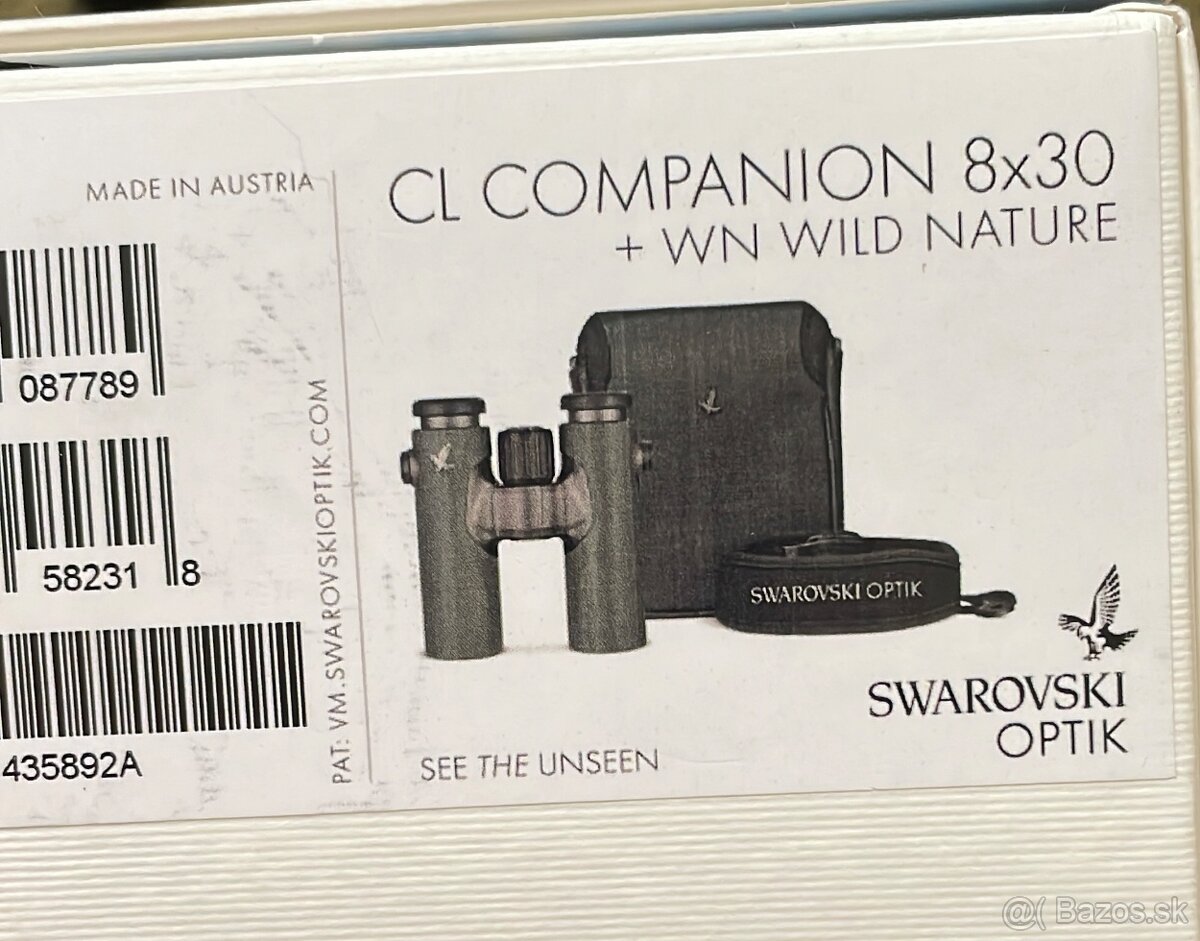 MADE IN AUSTRIA
087789
58231 8
435892A
PAT: VM.SWAROVSKIOPTIK.COM
CL COMPANION 8x30
+ WN WILD NATURE
SWAROVSKI OPTIK
SWAROVSKI
OPTIK
SEE THE UNSEEN
@( Bazos.sk